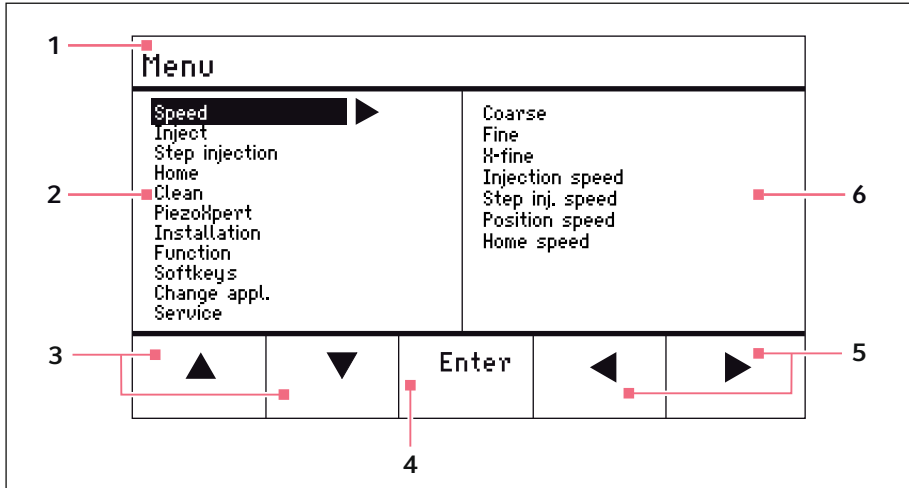 1
Menu
Speed
Inject
Step injection
Home
Clean
PiezoXpert
Installation
Function
Softkeys
Change appl.
Service
Coarse
Fine
X-fine
Injection speed
Step inj. speed
Position speed
Home speed
2
6
3
Enter
5
4